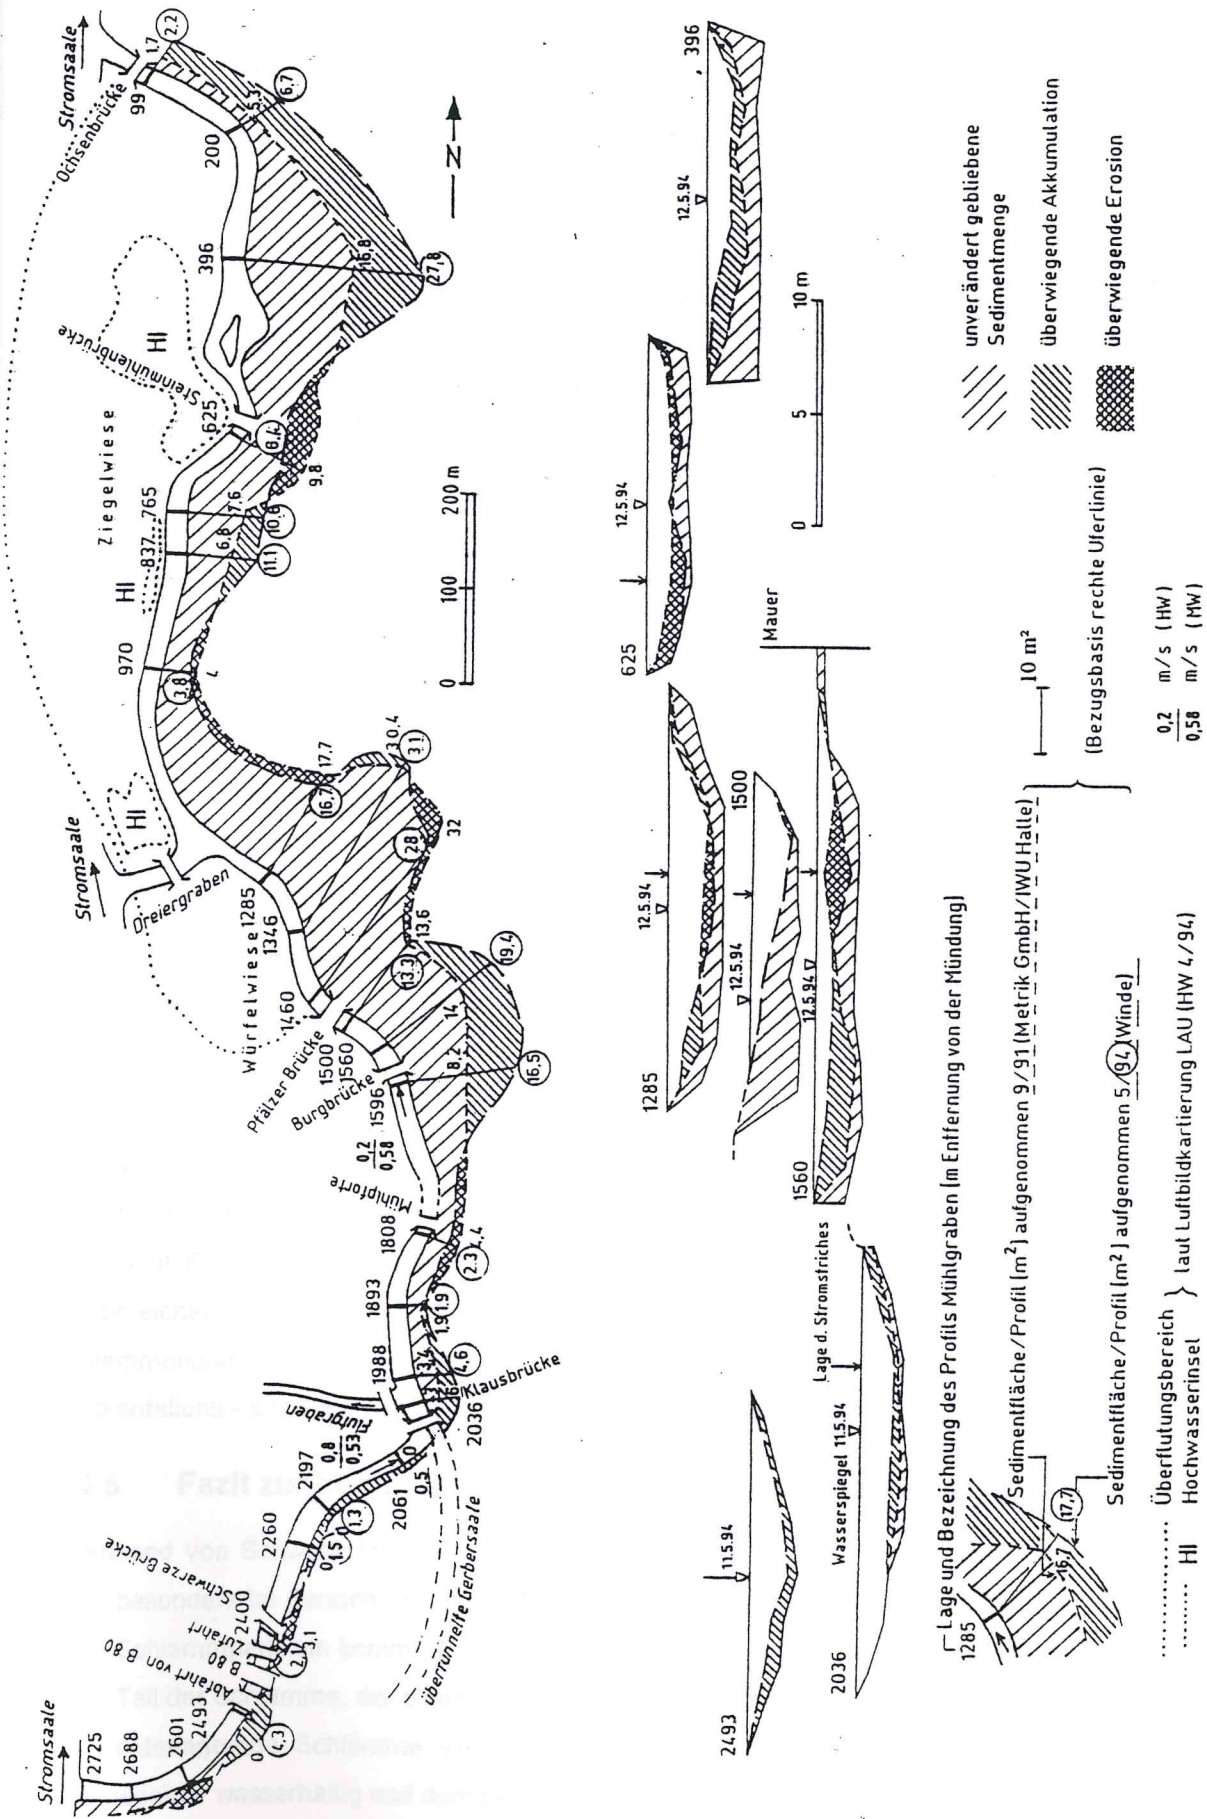 Stromsaale
2725
2688
2601
2493
0
4,3
Abfahrt von B 80
B 80 Zufahrt
2400
2,1
2,1
Schwarze Brücke
2260
0
1,5
0
1,3
2197
0,8
0,53
2061
0
0,5
Flutgraben
überrunnelte Gerbersaale
2036
Klausbrücke
1988
3,4
4,6
1893
1,9
1,9
1808
2,3
4,4
Mühlpforte
0,2
0,58
1596
8,2
16,5
Burgbrücke
1560
1500
Pfälzer Brücke
14
19,4
1460
Würfelwiese
1346
1285
13,3
13,6
28
32
Dreiergraben
Stromsaale
HI
16,7
17,7
30,4
31
970
3,8
HI
837
6,8
11,1
765
7,6
10,6
Ziegelwiese
625
6,4
9,8
Steinmühlenbrücke
HI
396
16,8
27,8
200
5,3
6,7
99
1,7
2,2
Ochsenbrücke
Stromsaale
N
0 100 200 m
2493
11.5.94
2036
Wasserspiegel 11.5.94
Lage d. Stromstriches
1560
12.5.94
Mauer
1500
12.5.94
1285
12.5.94
625
12.5.94
396
12.5.94
0 5 10 m
Lage und Bezeichnung des Profils Mühlgraben (m Entfernung von der Mündung)
1285
16,7
17,7
Sedimentfläche/Profil (m²) aufgenommen 9/91 (Metrik GmbH/IWU Halle)
Sedimentfläche/Profil (m²) aufgenommen 5/94 (Winde)
10 m²
(Bezugsbasis rechte Uferlinie)
Überflutungsbereich
HI Hochwasserinsel
laut Luftbildkartierung LAU (HW 4/94)
0,2 m/s (HW)
0,58 m/s (MW)
unverändert gebliebene
Sedimentmenge
überwiegende Akkumulation
überwiegende Erosion
5 Fazit zu